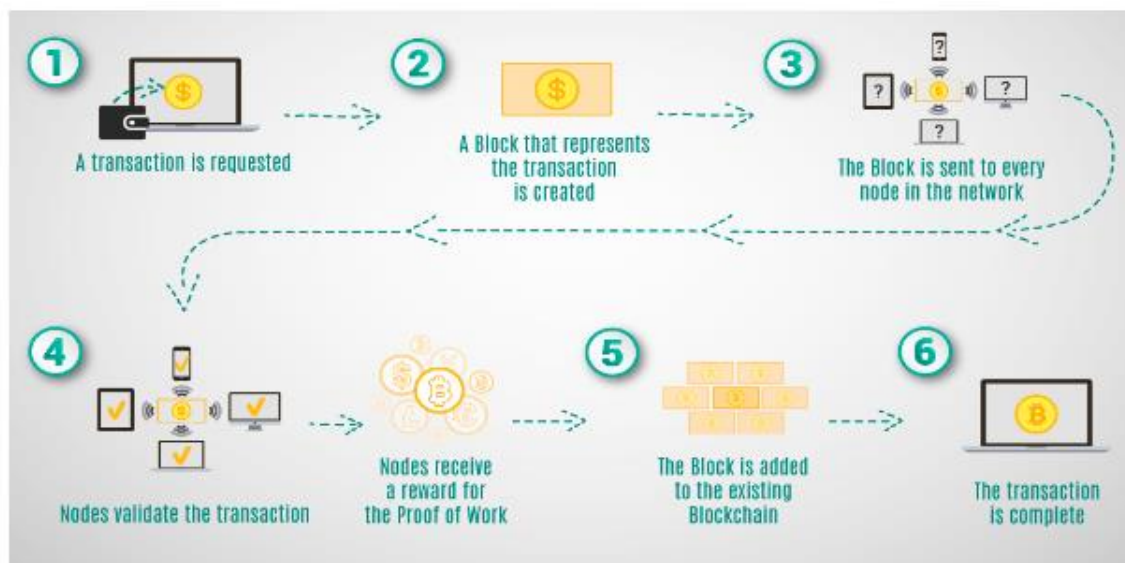 1
A transaction is requested
2
A Block that represents
the transaction
is created
3
The Block is sent to every
node in the network
4
Nodes validate the transaction
Nodes receive
a reward for
the Proof of Work
5
The Block is added
to the existing
Blockchain
6
The transaction
is complete